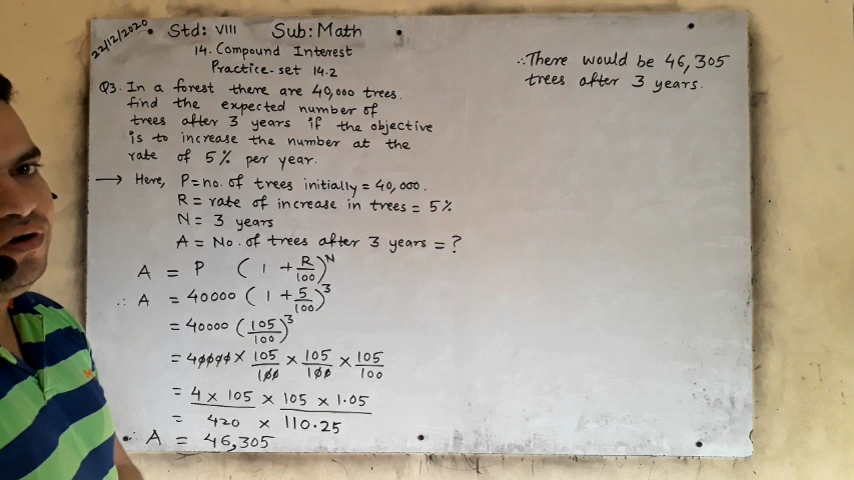 22/12/2020
Std: VIII Sub: Math
14. Compound Interest
Practice-set 14.2
Q3. In a forest there are 40,000 trees.
find the expected number of
trees after 3 years if the objective
is to increase the number at the
rate of 5% per year.
→ Here, P = no. of trees initially = 40,000.
R = rate of increase in trees = 5%
N = 3 years
A = No. of trees after 3 years = ?
A = P (1 + R/100)^N
∴ A = 40000 (1 + 5/100)^3
= 40000 (105/100)^3
= 40000 × 105/100 × 105/100 × 105/100
= 4 × 105 × 105 × 1.05
= 420 × 110.25
∴ A = 46,305
∴ There would be 46,305
trees after 3 years.